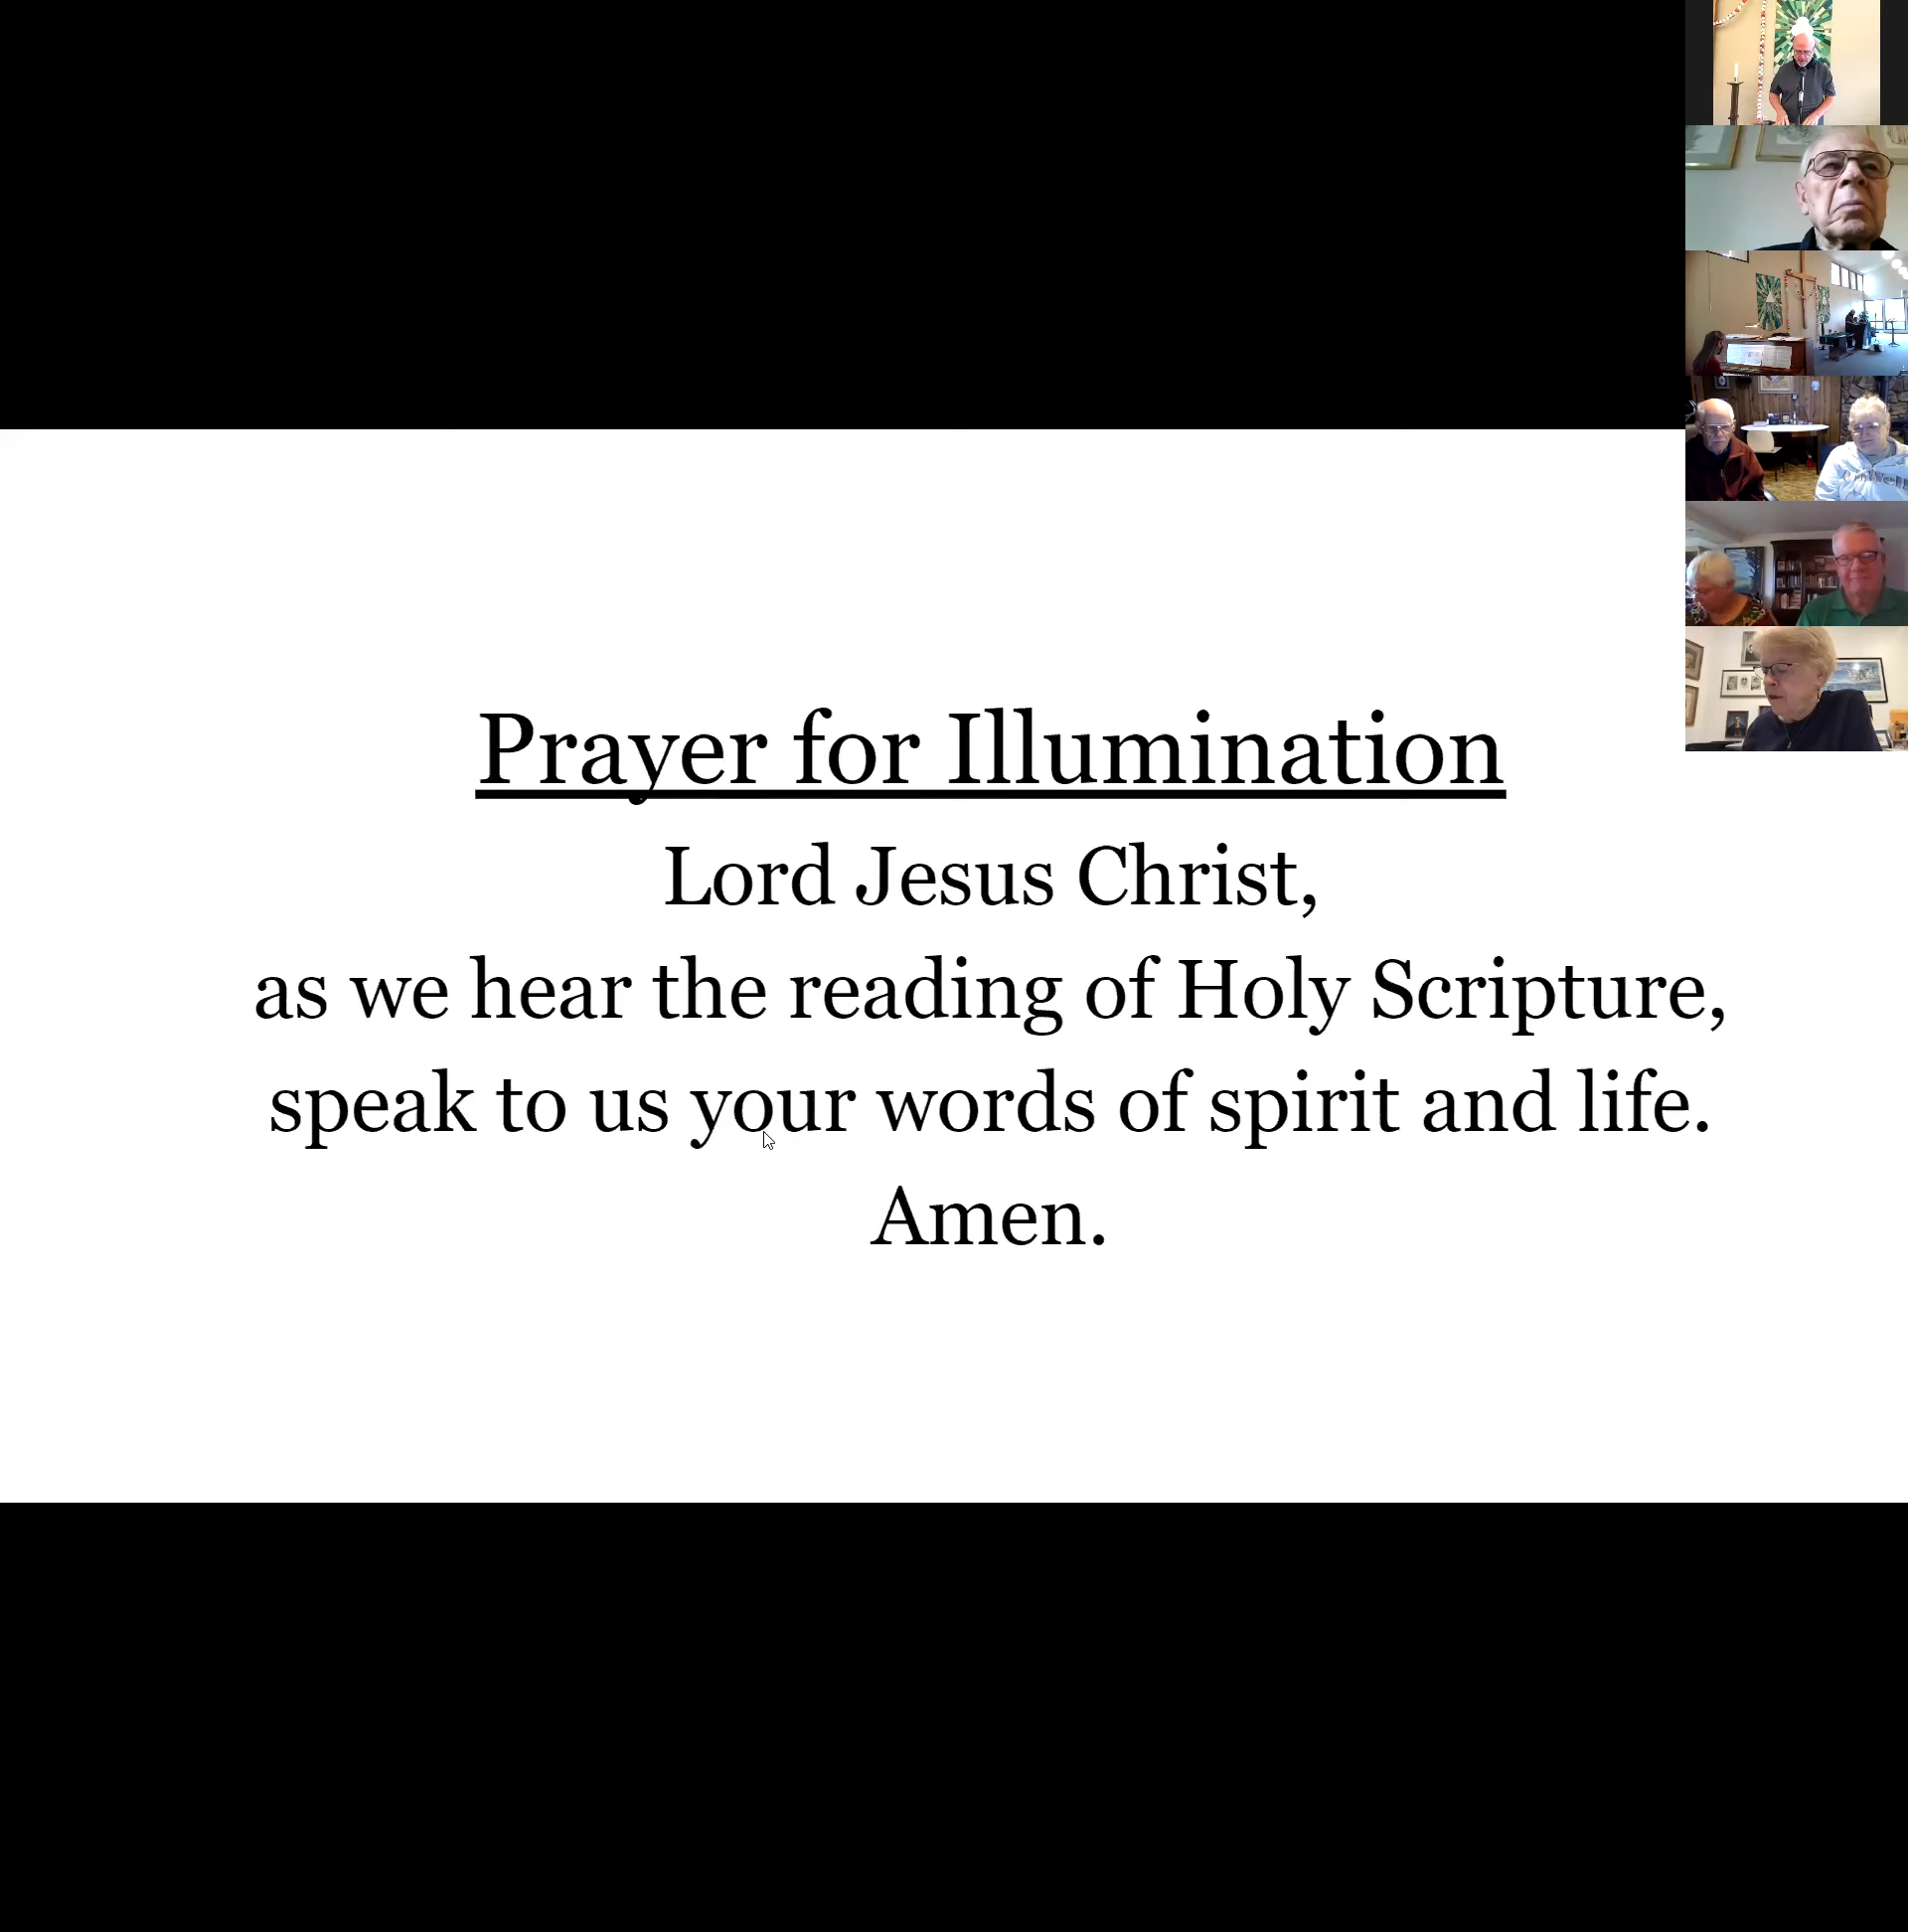 Prayer for Illumination
Lord Jesus Christ,
as we hear the reading of Holy Scripture,
speak to us your words of spirit and life.
Amen.